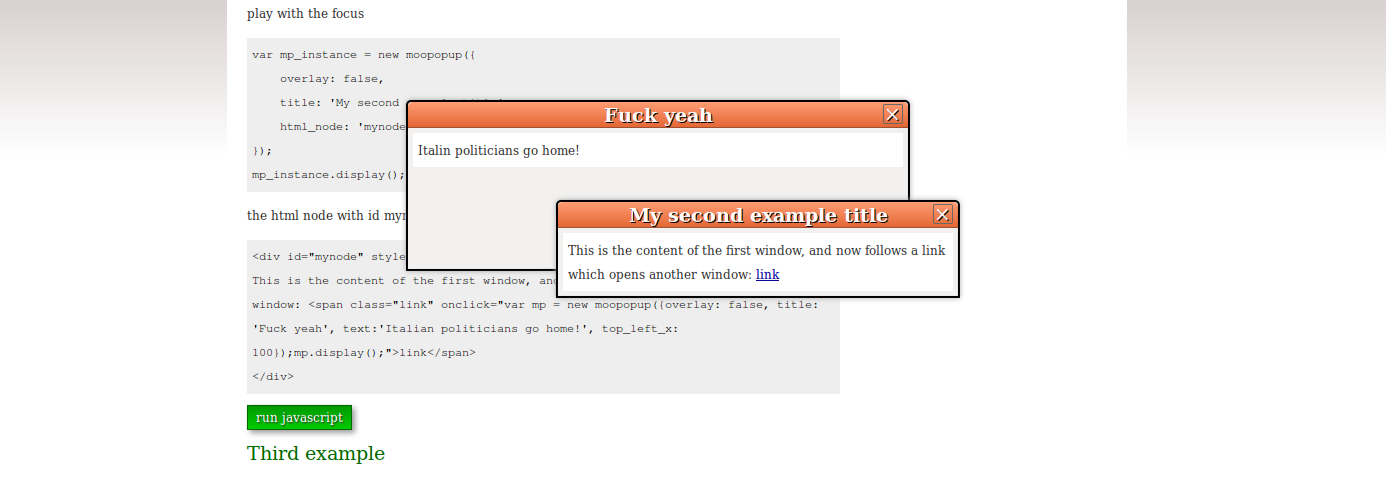 play with the focus
var mp_instance = new moopopup({
overlay: false,
title: 'My second
html_node: 'mynode
});
mp_instance.display();
Fuck yeah
Italin politicians go home!
the html node with id
My second example title
This is the content of the first window, and now follows a link
which opens another window: link
<div id="mynode" style
This is the content of the first window,
window: <span class="link" onclick="var mp = new moopopup({overlay: false, title:
'Fuck yeah', text:'Italian politicians go home!', top_left_x:
100});mp.display();">link</span>
</div>
run javascript
Third example